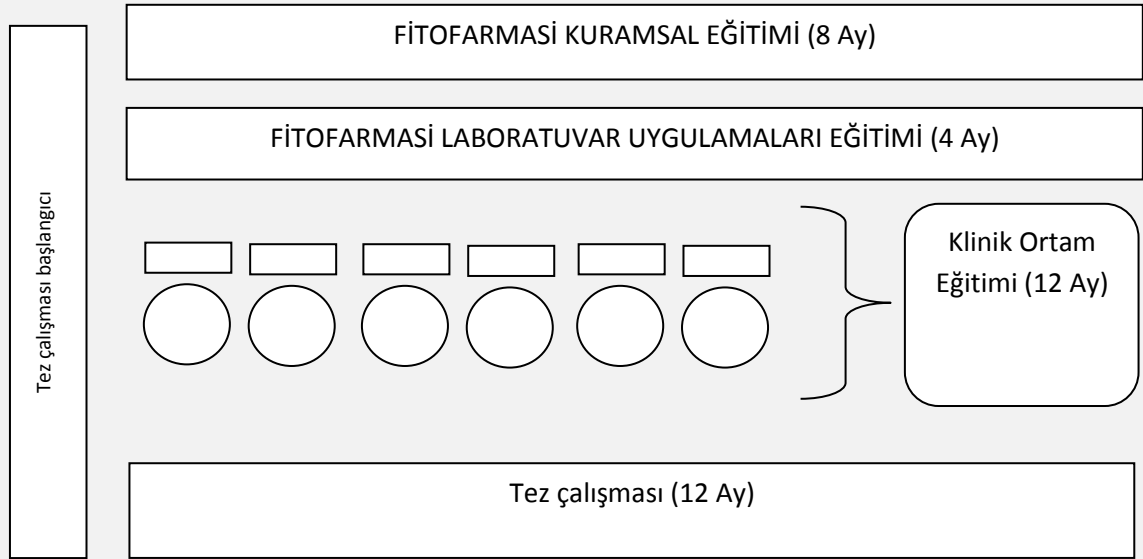 FİTOFARMASİ KURAMSAL EĞİTİMİ (8 Ay)
FİTOFARMASİ LABORATUVAR UYGULAMALARI EĞİTİMİ (4 Ay)
Tez çalışması başlangıcı
Klinik Ortam
Eğitimi (12 Ay)
Tez çalışması (12 Ay)